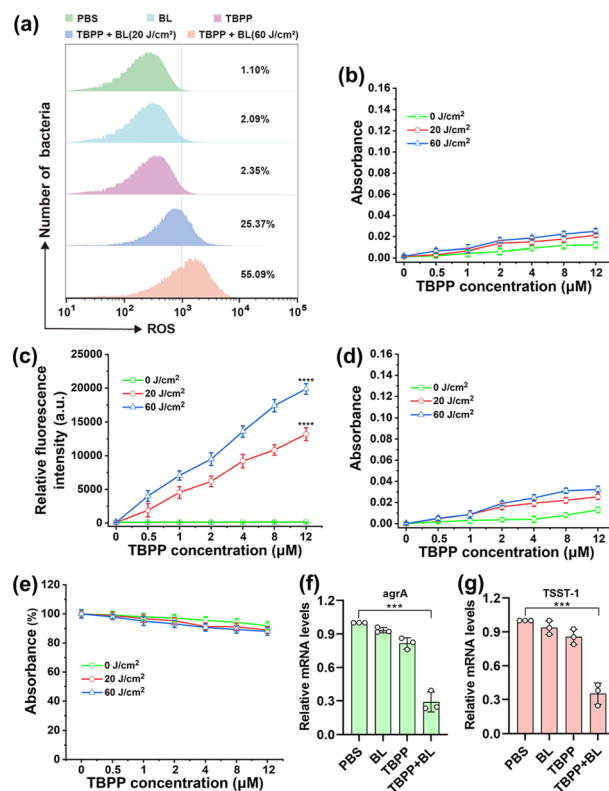 (a)
PBS BL TBPP
TBPP + BL(20 J/cm²) TBPP + BL(60 J/cm²)
Number of bacteria
1.10%
2.09%
2.35%
25.37%
55.09%
10¹ 10² 10³ 10⁴ 10⁵
ROS
(b)
Absorbance
0.16
0.14
0.12
0.10
0.08
0.06
0.04
0.02
0.00
0 J/cm²
20 J/cm²
60 J/cm²
0 0.5 1 2 4 8 12
TBPP concentration (μM)
(c)
Relative fluorescence
intensity (a.u.)
25000
20000
15000
10000
5000
0
0 J/cm²
20 J/cm²
60 J/cm²
****
****
0 0.5 1 2 4 8 12
TBPP concentration (μM)
(d)
Absorbance
0.16
0.14
0.12
0.10
0.08
0.06
0.04
0.02
0.00
0 J/cm²
20 J/cm²
60 J/cm²
0 0.5 1 2 4 8 12
TBPP concentration (μM)
(e)
Absorbance (%)
120
100
80
60
40
20
0
0 J/cm²
20 J/cm²
60 J/cm²
0 0.5 1 2 4 8 12
TBPP concentration (μM)
(f)
agrA
***
Relative mRNA levels
1.2
0.9
0.6
0.3
0.0
PBS BL TBPP TBPP+BL
(g)
TSST-1
***
Relative mRNA levels
1.2
0.9
0.6
0.3
0.0
PBS BL TBPP TBPP+BL